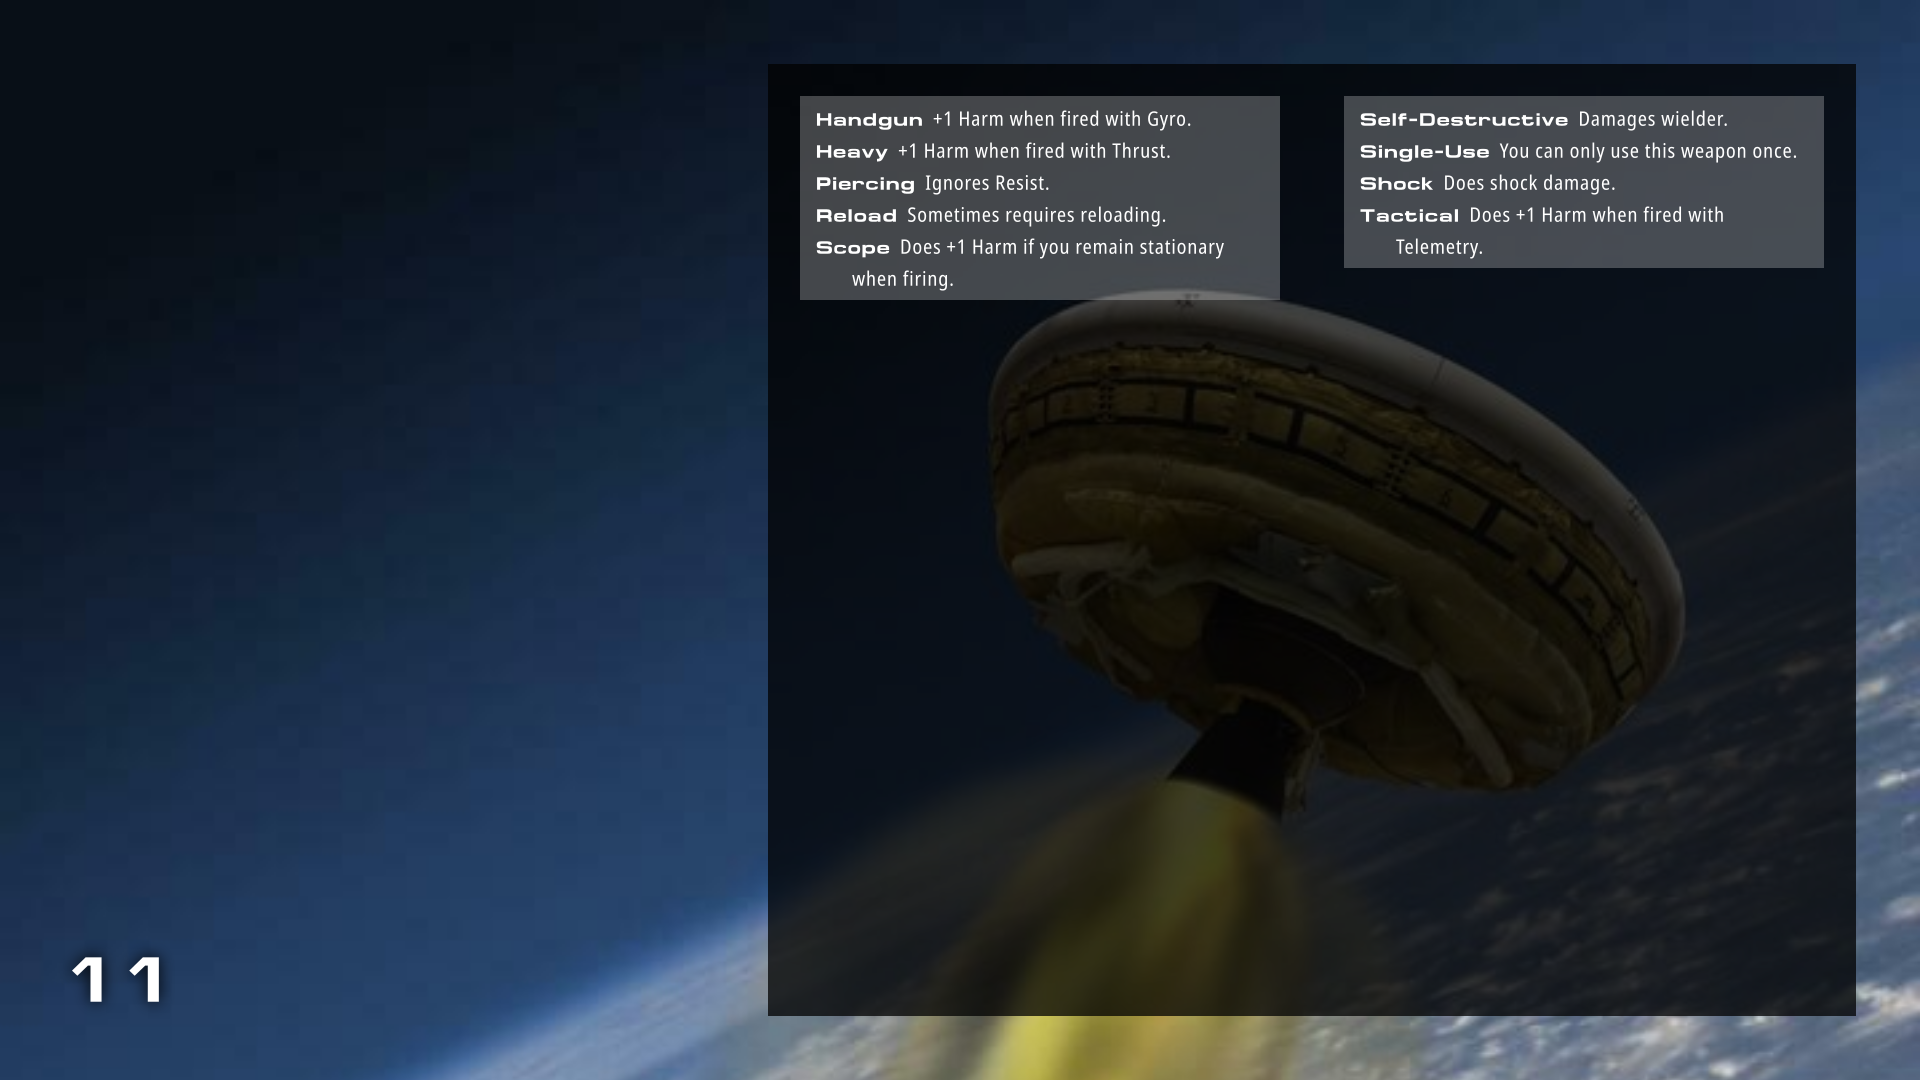 Handgun +1 Harm when fired with Gyro.
Heavy +1 Harm when fired with Thrust.
Piercing Ignores Resist.
Reload Sometimes requires reloading.
Scope Does +1 Harm if you remain stationary
when firing.
Self-Destructive Damages wielder.
Single-Use You can only use this weapon once.
Shock Does shock damage.
Tactical Does +1 Harm when fired with
Telemetry.
11